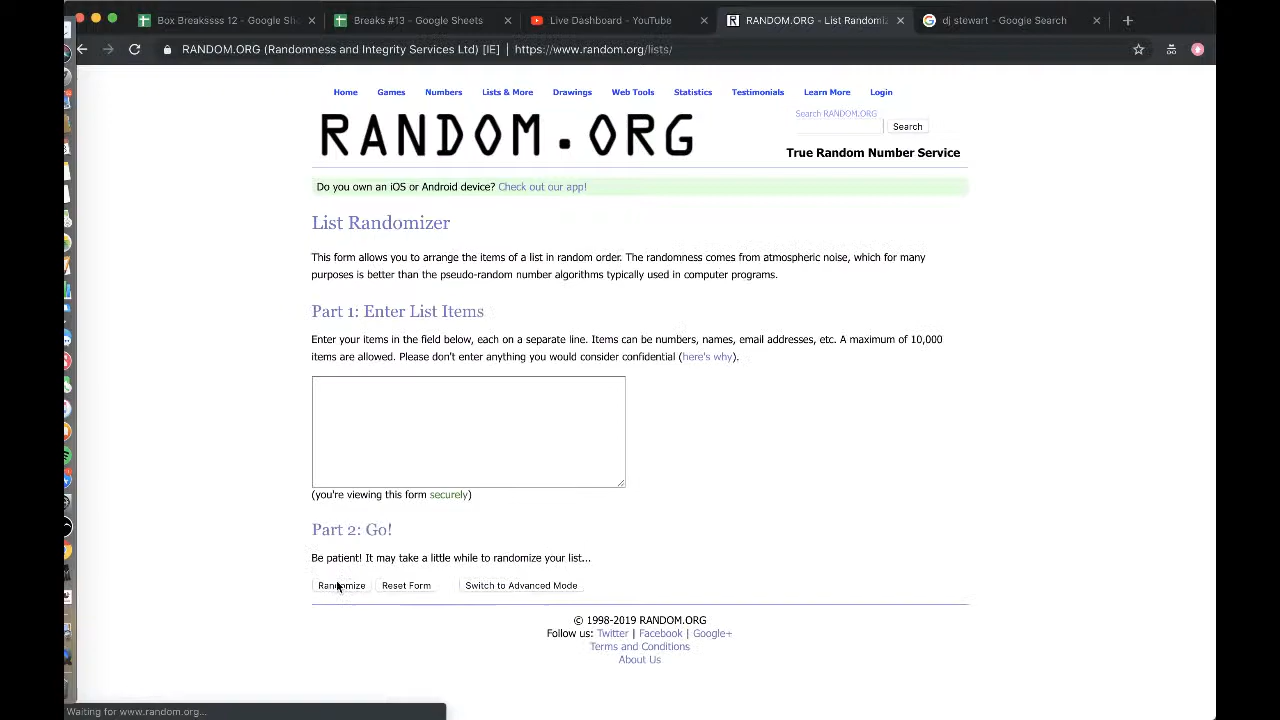 Box Breakssss 12 - Google Sh
Breaks #13 - Google Sheets
Live Dashboard - YouTube
RANDOM.ORG - List Randomiz
dj stewart - Google Search
RANDOM.ORG (Randomness and Integrity Services Ltd) [IE] | https://www.random.org/lists/
Home Games Numbers Lists & More Drawings Web Tools Statistics Testimonials Learn More Login
Search RANDOM.ORG
RANDOM.ORG
Search
True Random Number Service
Do you own an iOS or Android device? Check out our app!
List Randomizer
This form allows you to arrange the items of a list in random order. The randomness comes from atmospheric noise, which for many
purposes is better than the pseudo-random number algorithms typically used in computer programs.
Part 1: Enter List Items
Enter your items in the field below, each on a separate line. Items can be numbers, names, email addresses, etc. A maximum of 10,000
items are allowed. Please don't enter anything you would consider confidential (here's why).
(you're viewing this form securely)
Part 2: Go!
Be patient! It may take a little while to randomize your list...
Randomize Reset Form Switch to Advanced Mode
© 1998-2019 RANDOM.ORG
Follow us: Twitter | Facebook | Google+
Terms and Conditions
About Us
Waiting for www.random.org...